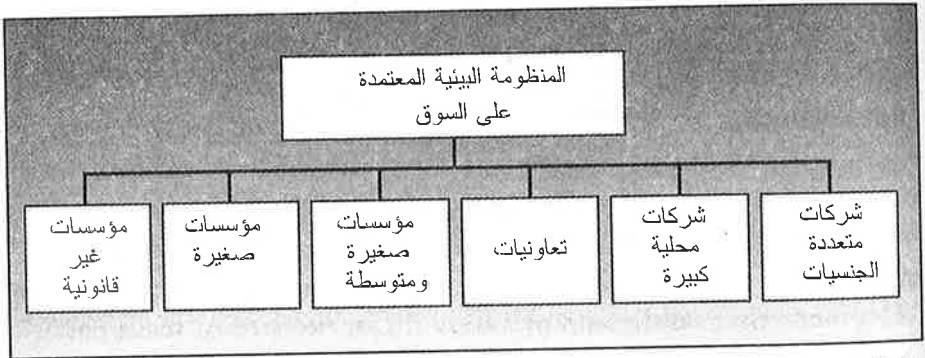 المنظومة البيئية المعتمدة
على السوق
شركات
متعددة
الجنسيات
شركات
محلية
كبيرة
تعاونيات
مؤسسات
صغيرة
ومتوسطة
مؤسسات
صغيرة
مؤسسات
غير
قانونية